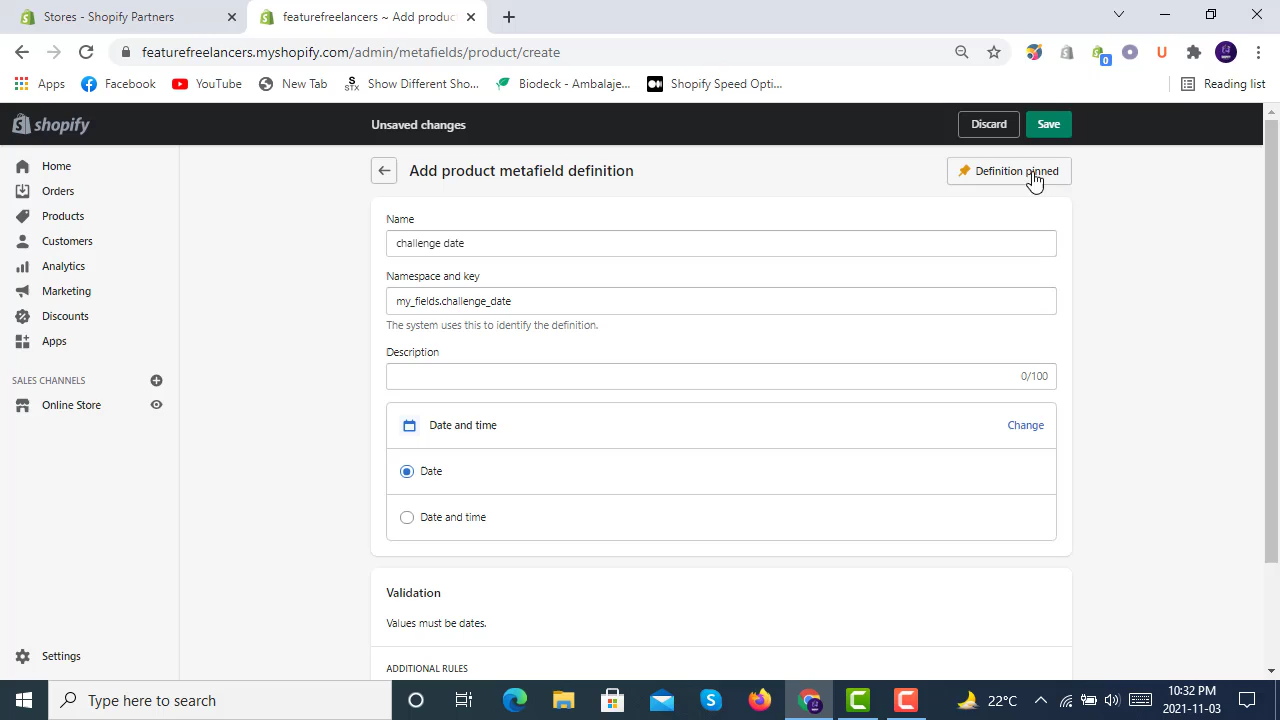 Stores - Shopify Partners
featurefreelancers ~ Add produc
featurefreelancers.myshopify.com/admin/metafields/product/create
0
U
Apps
Facebook
YouTube
New Tab
STX
Show Different Sho...
Biodeck - Ambalaje...
Shopify Speed Opti...
Reading list
shopify
Unsaved changes
Discard
Save
Home
Orders
Products
Customers
Analytics
Marketing
Discounts
Apps
SALES CHANNELS
Online Store
Settings
Add product metafield definition
Definition pinned
Name
challenge date
Namespace and key
my_fields.challenge_date
The system uses this to identify the definition.
Description
0/100
Date and time
Change
Date
Date and time
Validation
Values must be dates.
ADDITIONAL RULES
Type here to search
22°C
10:32 PM
2021-11-03